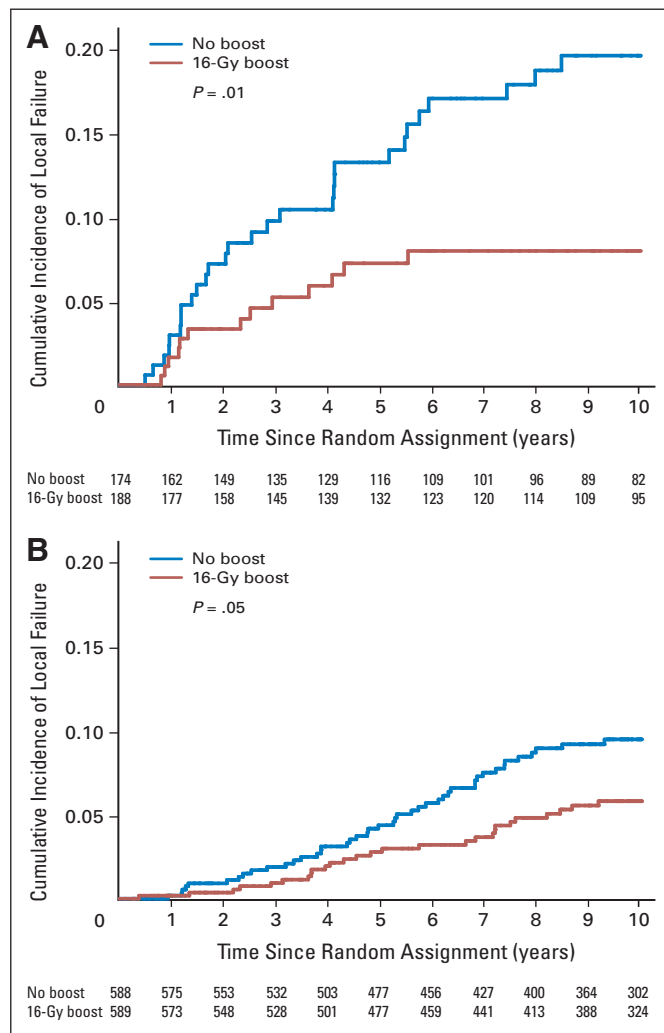 A
No boost
16-Gy boost
P = .01
0.20
0.15
0.10
0.05
Cumulative Incidence of Local Failure
0 1 2 3 4 5 6 7 8 9 10
Time Since Random Assignment (years)
No boost 174 162 149 135 129 116 109 101 96 89 82
16-Gy boost 188 177 158 145 139 132 123 120 114 109 95
B
No boost
16-Gy boost
P = .05
0.20
0.15
0.10
0.05
Cumulative Incidence of Local Failure
0 1 2 3 4 5 6 7 8 9 10
Time Since Random Assignment (years)
No boost 588 575 553 532 503 477 456 427 400 364 302
16-Gy boost 589 573 548 528 501 477 459 441 413 388 324